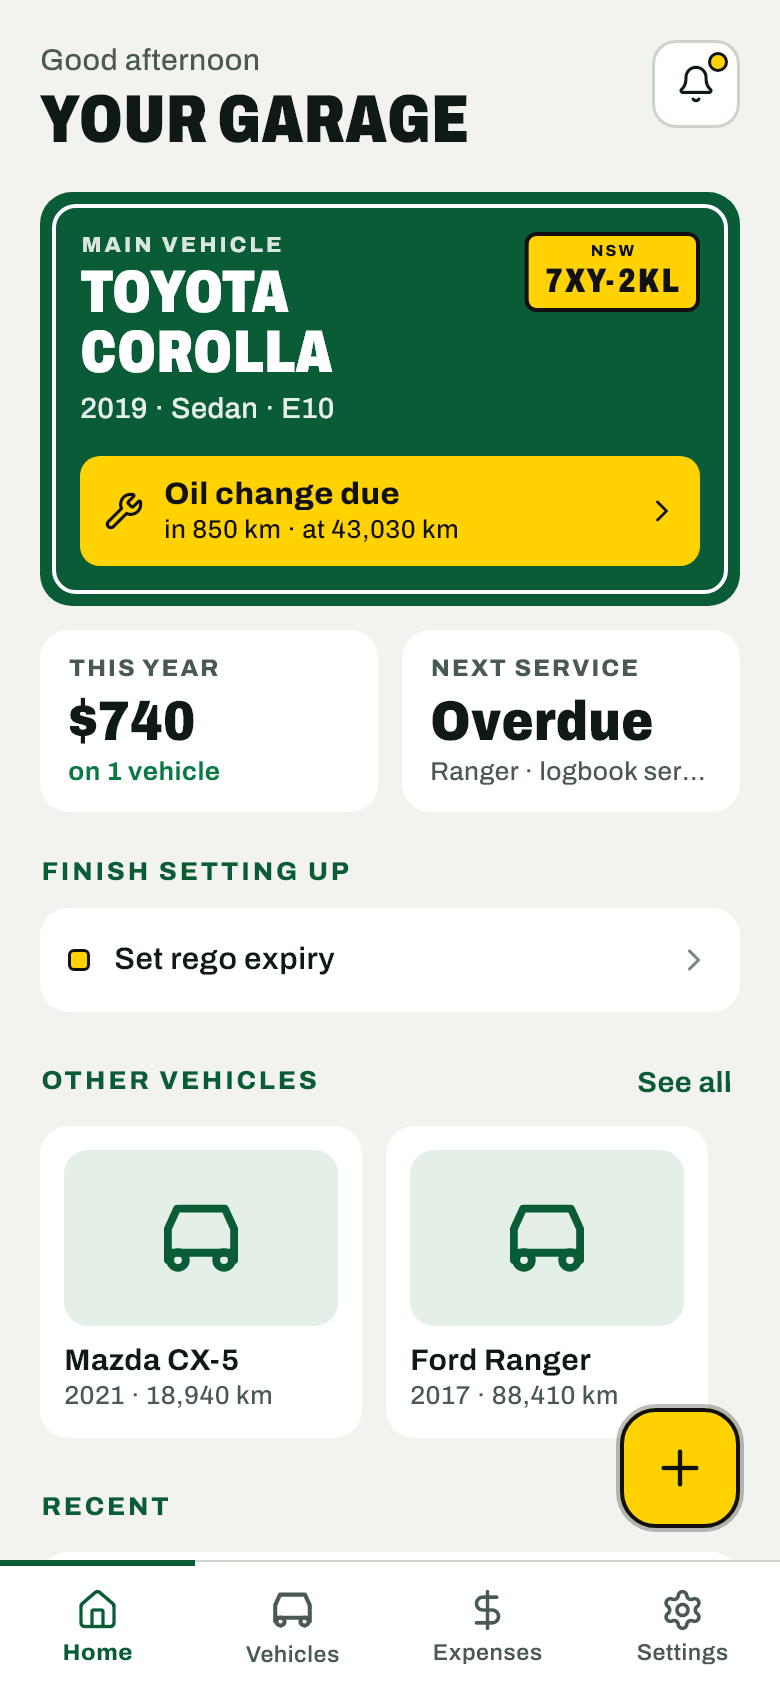 Good afternoon
YOUR GARAGE
MAIN VEHICLE
TOYOTA
COROLLA
2019 · Sedan · E10
NSW
7XY-2KL
Oil change due
in 850 km · at 43,030 km
THIS YEAR
$740
on 1 vehicle
NEXT SERVICE
Overdue
Ranger · logbook ser...
FINISH SETTING UP
Set rego expiry
OTHER VEHICLES
See all
Mazda CX-5
2021 · 18,940 km
Ford Ranger
2017 · 88,410 km
RECENT
Home
Vehicles
Expenses
Settings